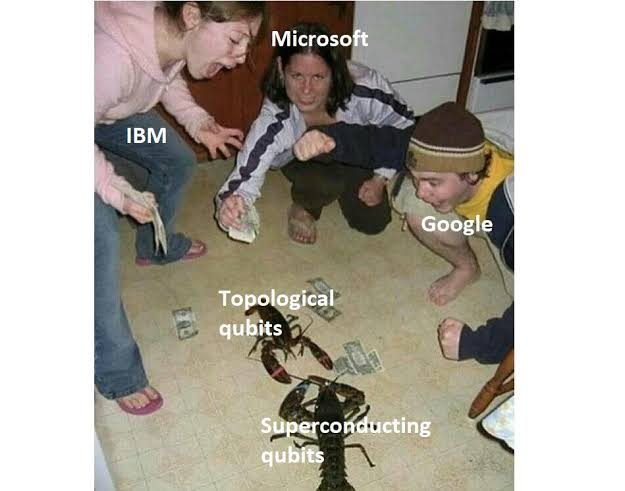 Microsoft
IBM
Google
Topological
qubits
Superconducting
qubits